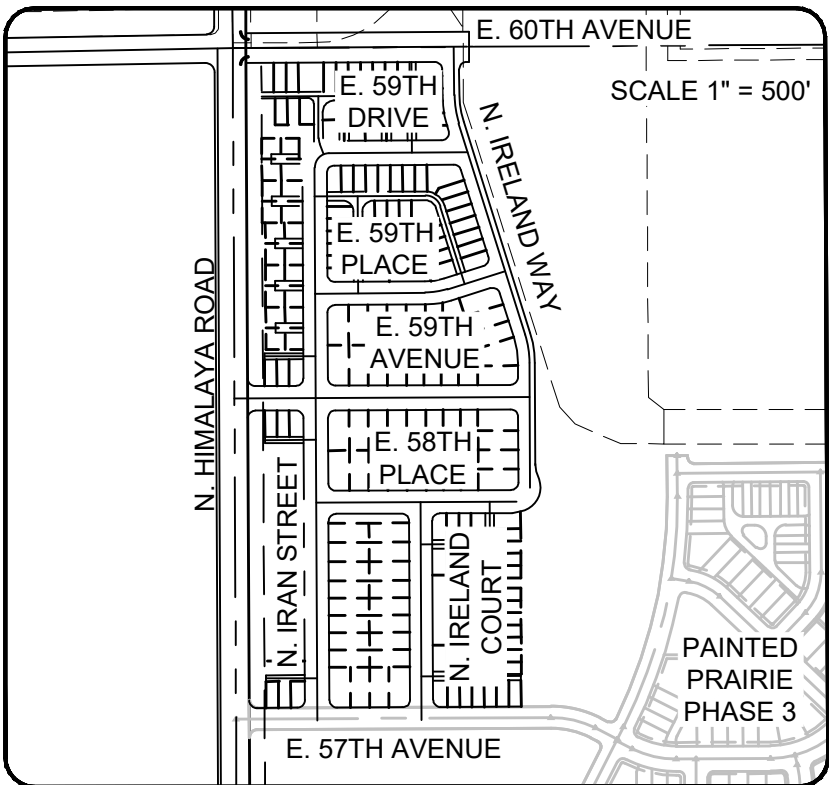 E. 60TH AVENUE
SCALE 1" = 500'
E. 59TH
DRIVE
N. IRELAND WAY
E. 59TH
PLACE
N. HIMALAYA ROAD
E. 59TH
AVENUE
E. 58TH
PLACE
N. IRAN STREET
N. IRELAND
COURT
PAINTED
PRAIRIE
PHASE 3
E. 57TH AVENUE